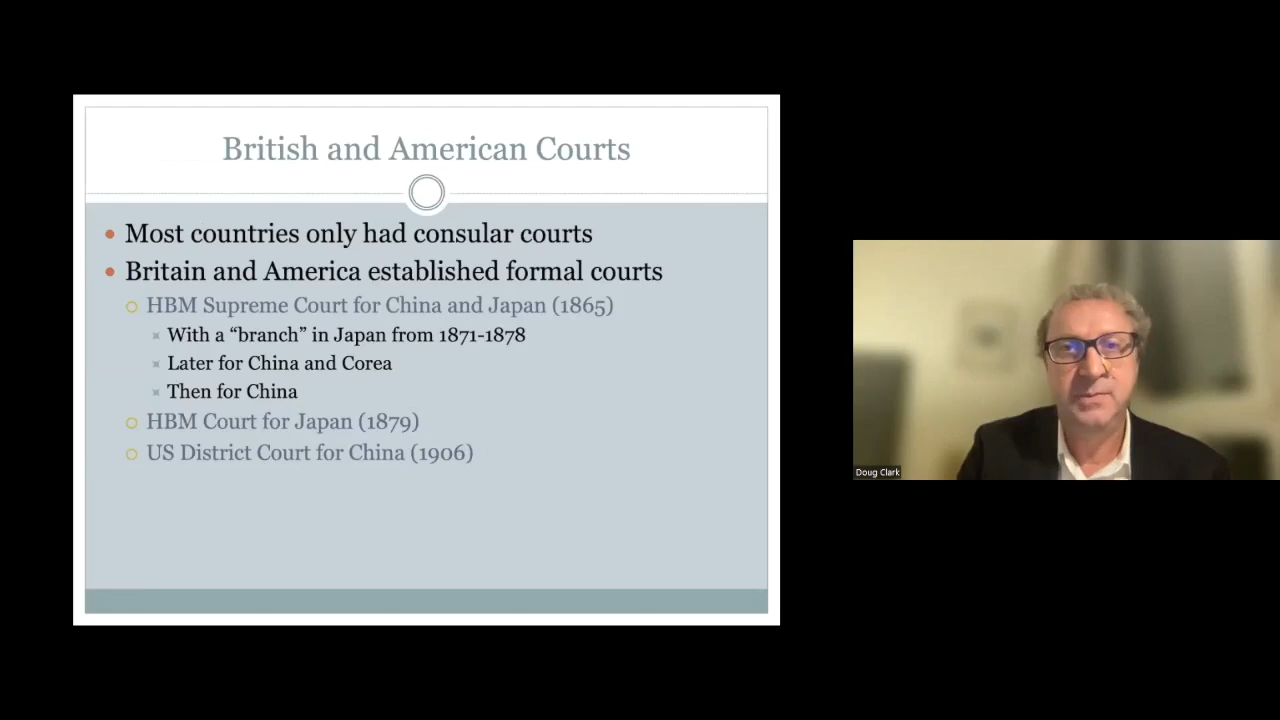 British and American Courts
Most countries only had consular courts
Britain and America established formal courts
HBM Supreme Court for China and Japan (1865)
With a “branch” in Japan from 1871-1878
Later for China and Corea
Then for China
HBM Court for Japan (1879)
US District Court for China (1906)
Doug Clark